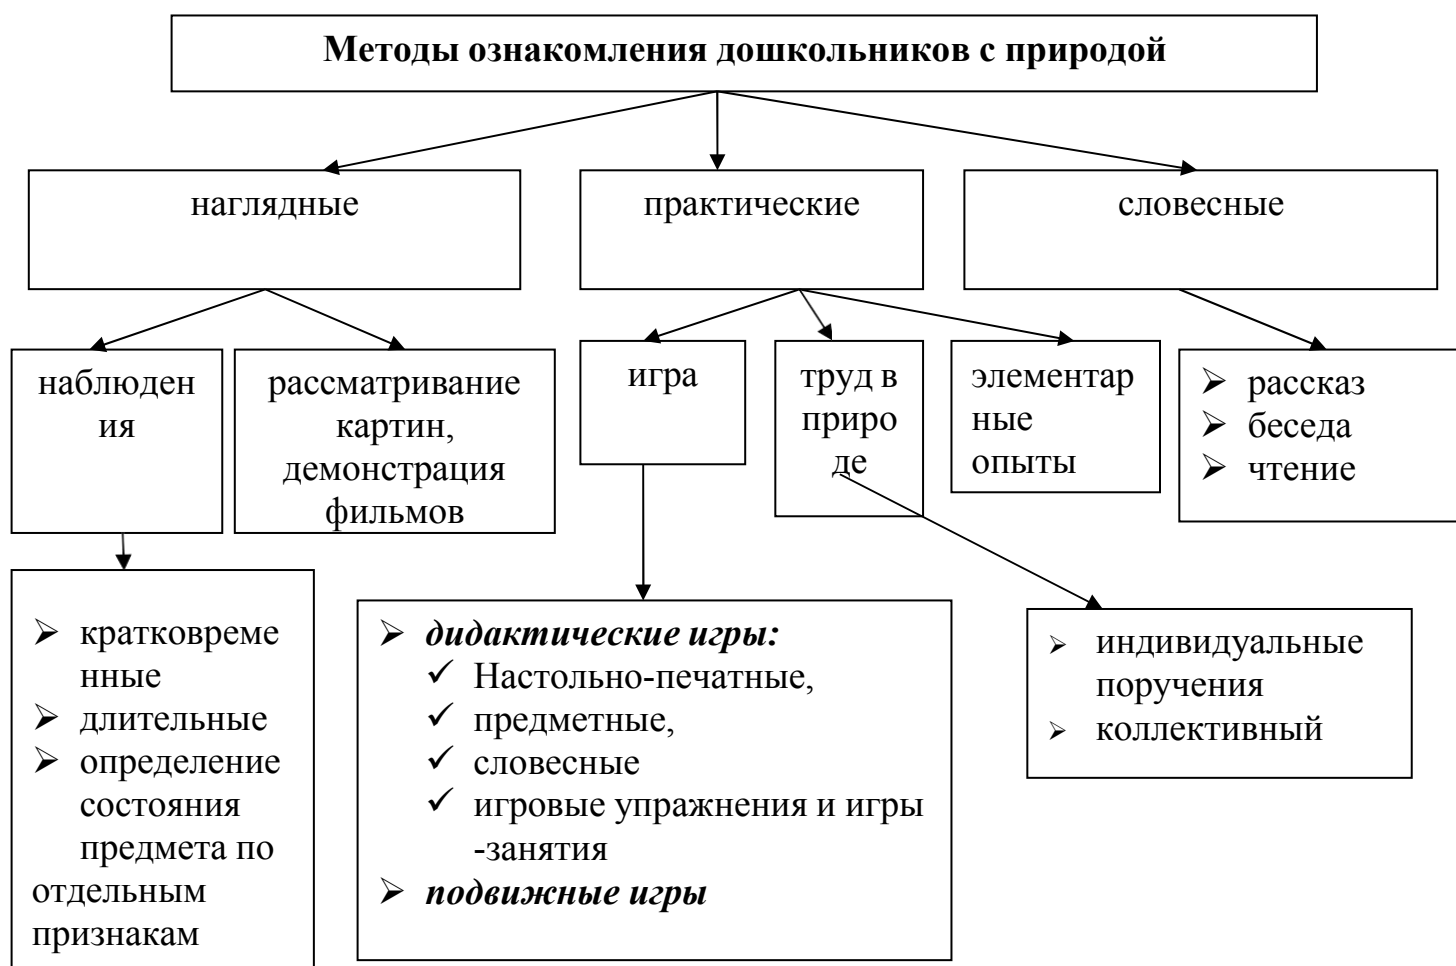 Методы ознакомления дошкольников с природой
наглядные
практические
словесные
наблюден
ия
рассматривание
картин,
демонстрация
фильмов
игра
труд в
приро
де
элементар
ные
опыты
➢ рассказ
➢ беседа
➢ чтение
➢ кратковреме
нные
➢ длительные
➢ определение
состояния
предмета по
отдельным
признакам
➢ дидактические игры:
✓ Настольно-печатные,
✓ предметные,
✓ словесные
✓ игровые упражнения и игры
-занятия
➢ подвижные игры
➢ индивидуальные
поручения
➢ коллективный